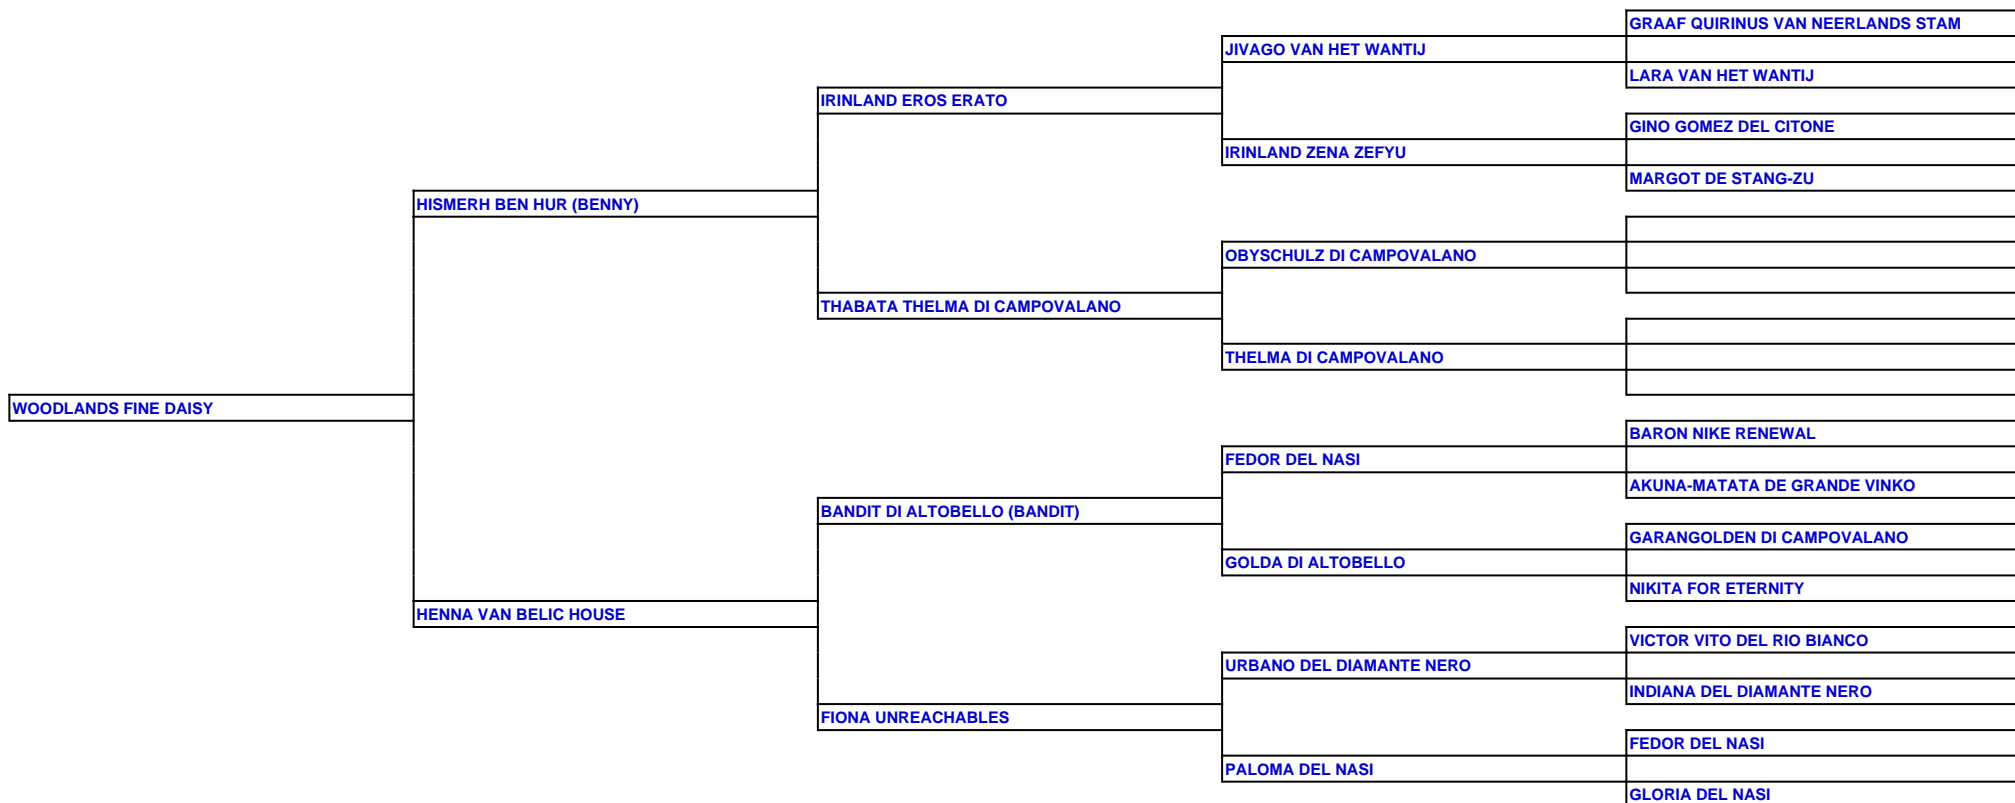 GRAAF QUIRINUS VAN NEERLANDS STAM
JIVAGO VAN HET WANTIJ
LARA VAN HET WANTIJ
IRINLAND EROS ERATO
GINO GOMEZ DEL CITONE
IRINLAND ZENA ZEFYU
MARGOT DE STANG-ZU
HISMERH BEN HUR (BENNY)
OBYSCHULZ DI CAMPOVALANO
THABATA THELMA DI CAMPOVALANO
THELMA DI CAMPOVALANO
WOODLANDS FINE DAISY
BARON NIKE RENEWAL
FEDOR DEL NASI
AKUNA-MATATA DE GRANDE VINKO
BANDIT DI ALTOBELLO (BANDIT)
GARANGOLDEN DI CAMPOVALANO
GOLDA DI ALTOBELLO
NIKITA FOR ETERNITY
HENNA VAN BELIC HOUSE
VICTOR VITO DEL RIO BIANCO
URBANO DEL DIAMANTE NERO
INDIANA DEL DIAMANTE NERO
FIONA UNREACHABLES
FEDOR DEL NASI
PALOMA DEL NASI
GLORIA DEL NASI